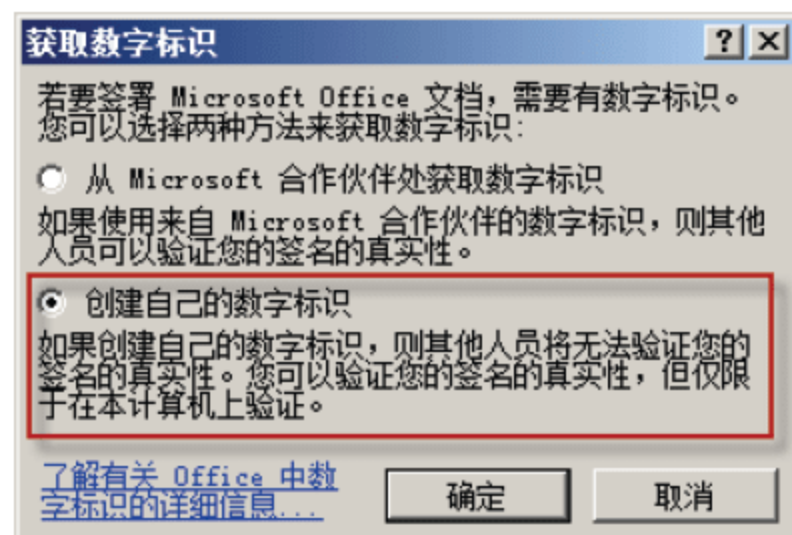 获取数字标识
若要签署 Microsoft Office 文档，需要有数字标识。
您可以选择两种方法来获取数字标识：
从 Microsoft 合作伙伴处获取数字标识
如果使用来自 Microsoft 合作伙伴的数字标识，则其他
人员可以验证您的签名的真实性。
创建自己的数字标识
如果创建自己的数字标识，则其他人员将无法验证您的
签名的真实性。您可以验证您的签名的真实性，但仅限
于在本计算机上验证。
了解有关 Office 中数
字标识的详细信息...
确定
取消